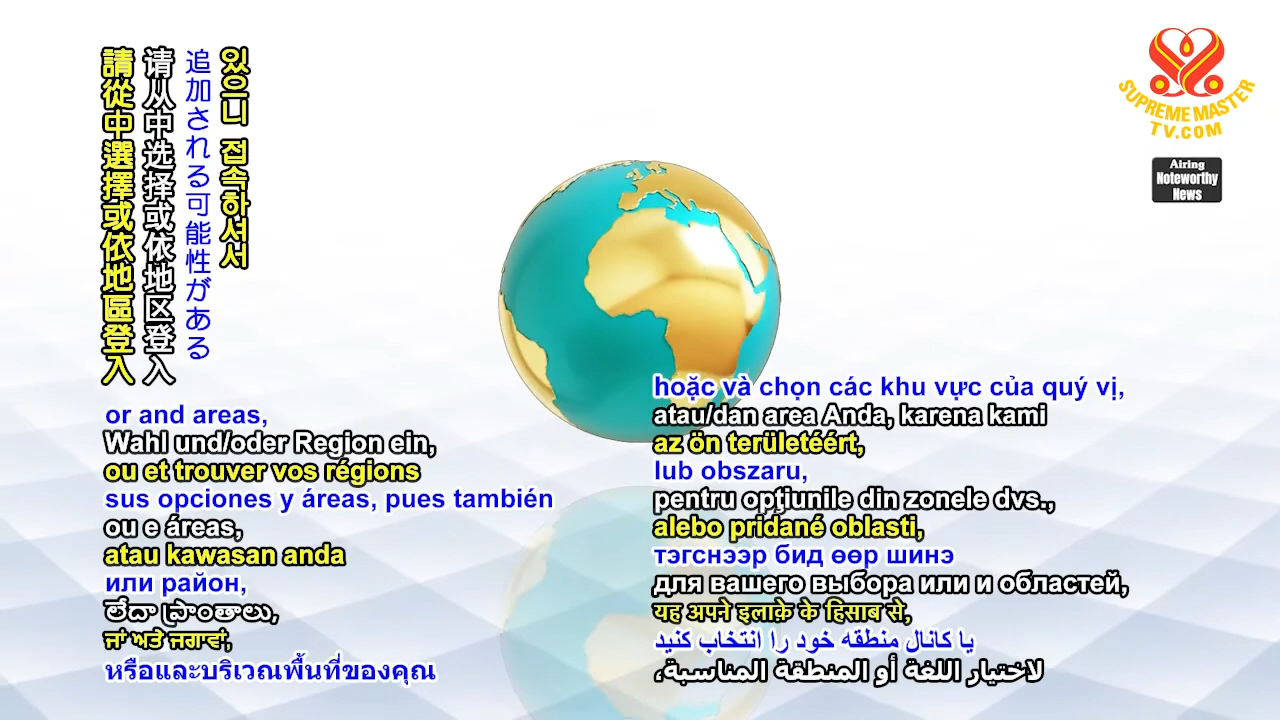 請從中選擇或依地區登入
请从中选择或依地区登入
追加される可能性がある
있으니 접속하셔서
or and areas,
Wahl und/oder Region ein,
ou et trouver vos régions
sus opciones y áreas, pues también
ou e áreas,
atau kawasan anda
или район,
లేదా ప్రాంతాలు,
ਜਾਂ ਅਤੇ ਜਗਾਵਾਂ,
หรือและบริเวณพื้นที่ของคุณ
hoặc và chọn các khu vực của quý vị,
atau/dan area Anda, karena kami
az ön területéért,
lub obszaru,
pentru opţiunile din zonele dvs.,
alebo pridané oblasti,
тэгснээр бид өөр шинэ
для вашего выбора или и областей,
यह अपने इलाक़े के हिसाब से,
یا کانال منطقه خود را انتخاب کنید
لاختيار اللغة أو المنطقة المناسبة،
SUPREME MASTER
TV.COM
Airing
Noteworthy
News